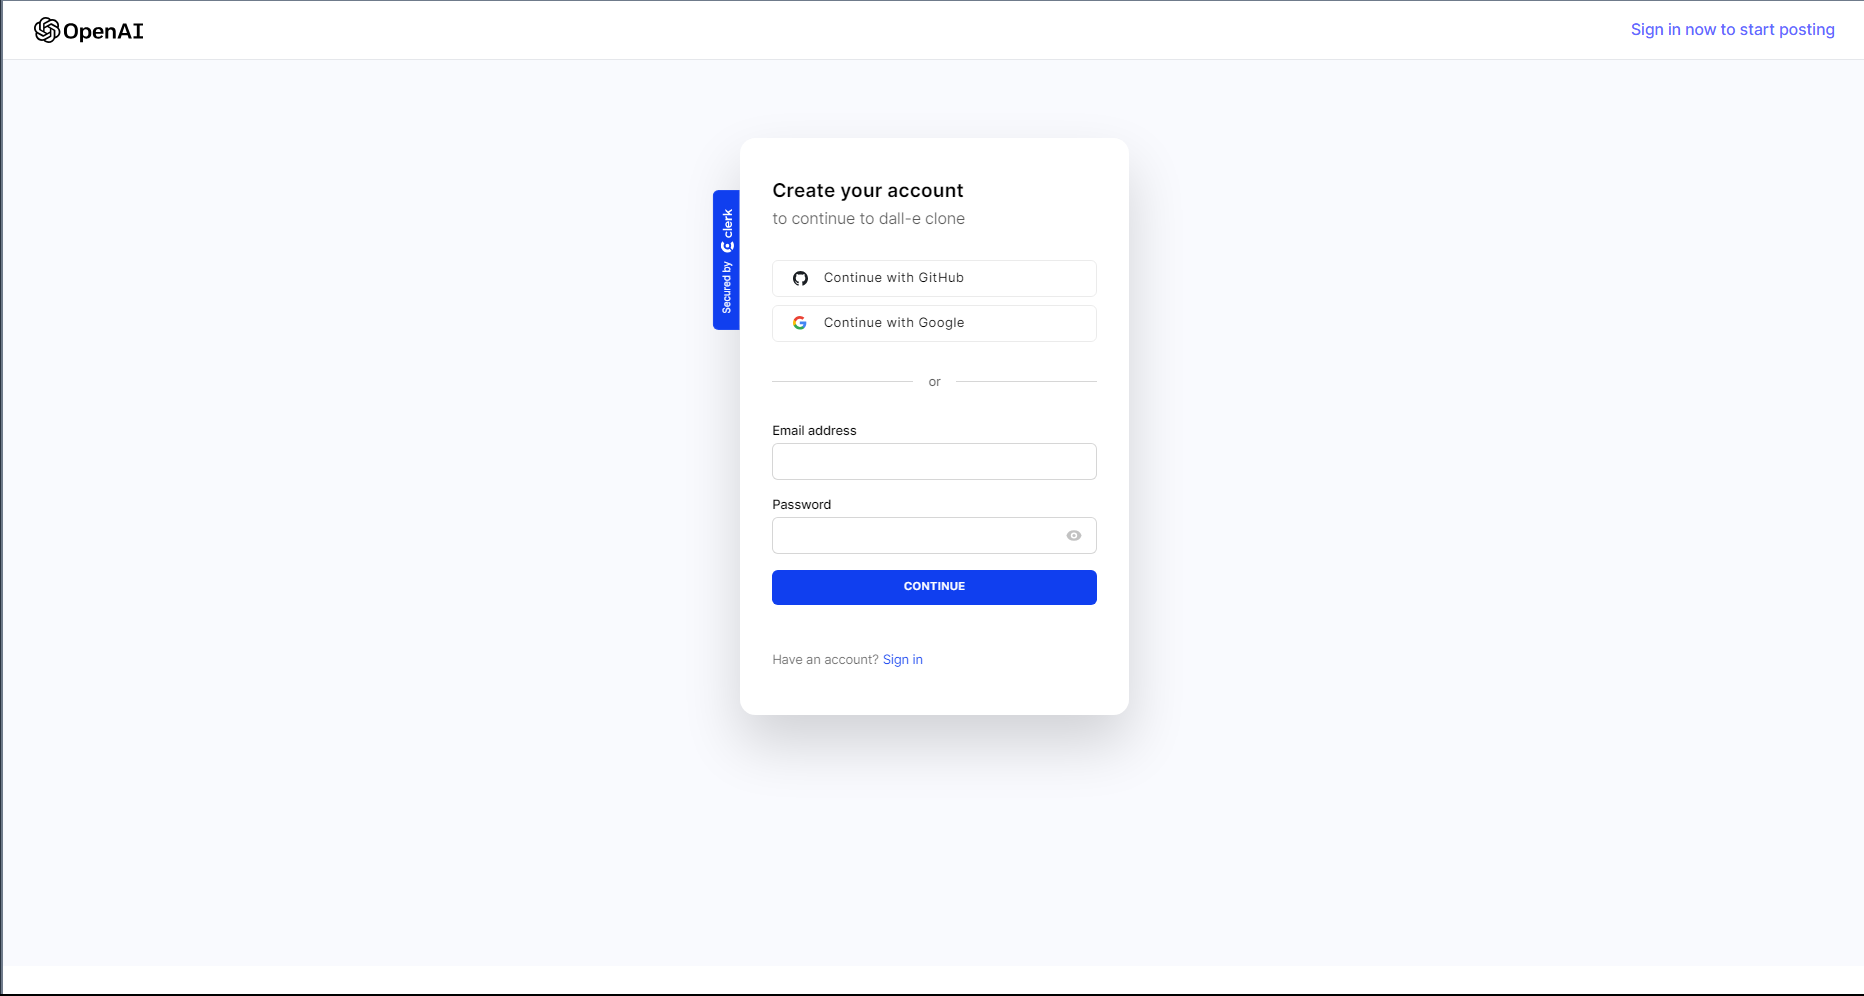 OpenAI
Sign in now to start posting
Create your account
to continue to dall-e clone
Secured by clerk
Continue with GitHub
Continue with Google
or
Email address
Password
CONTINUE
Have an account? Sign in